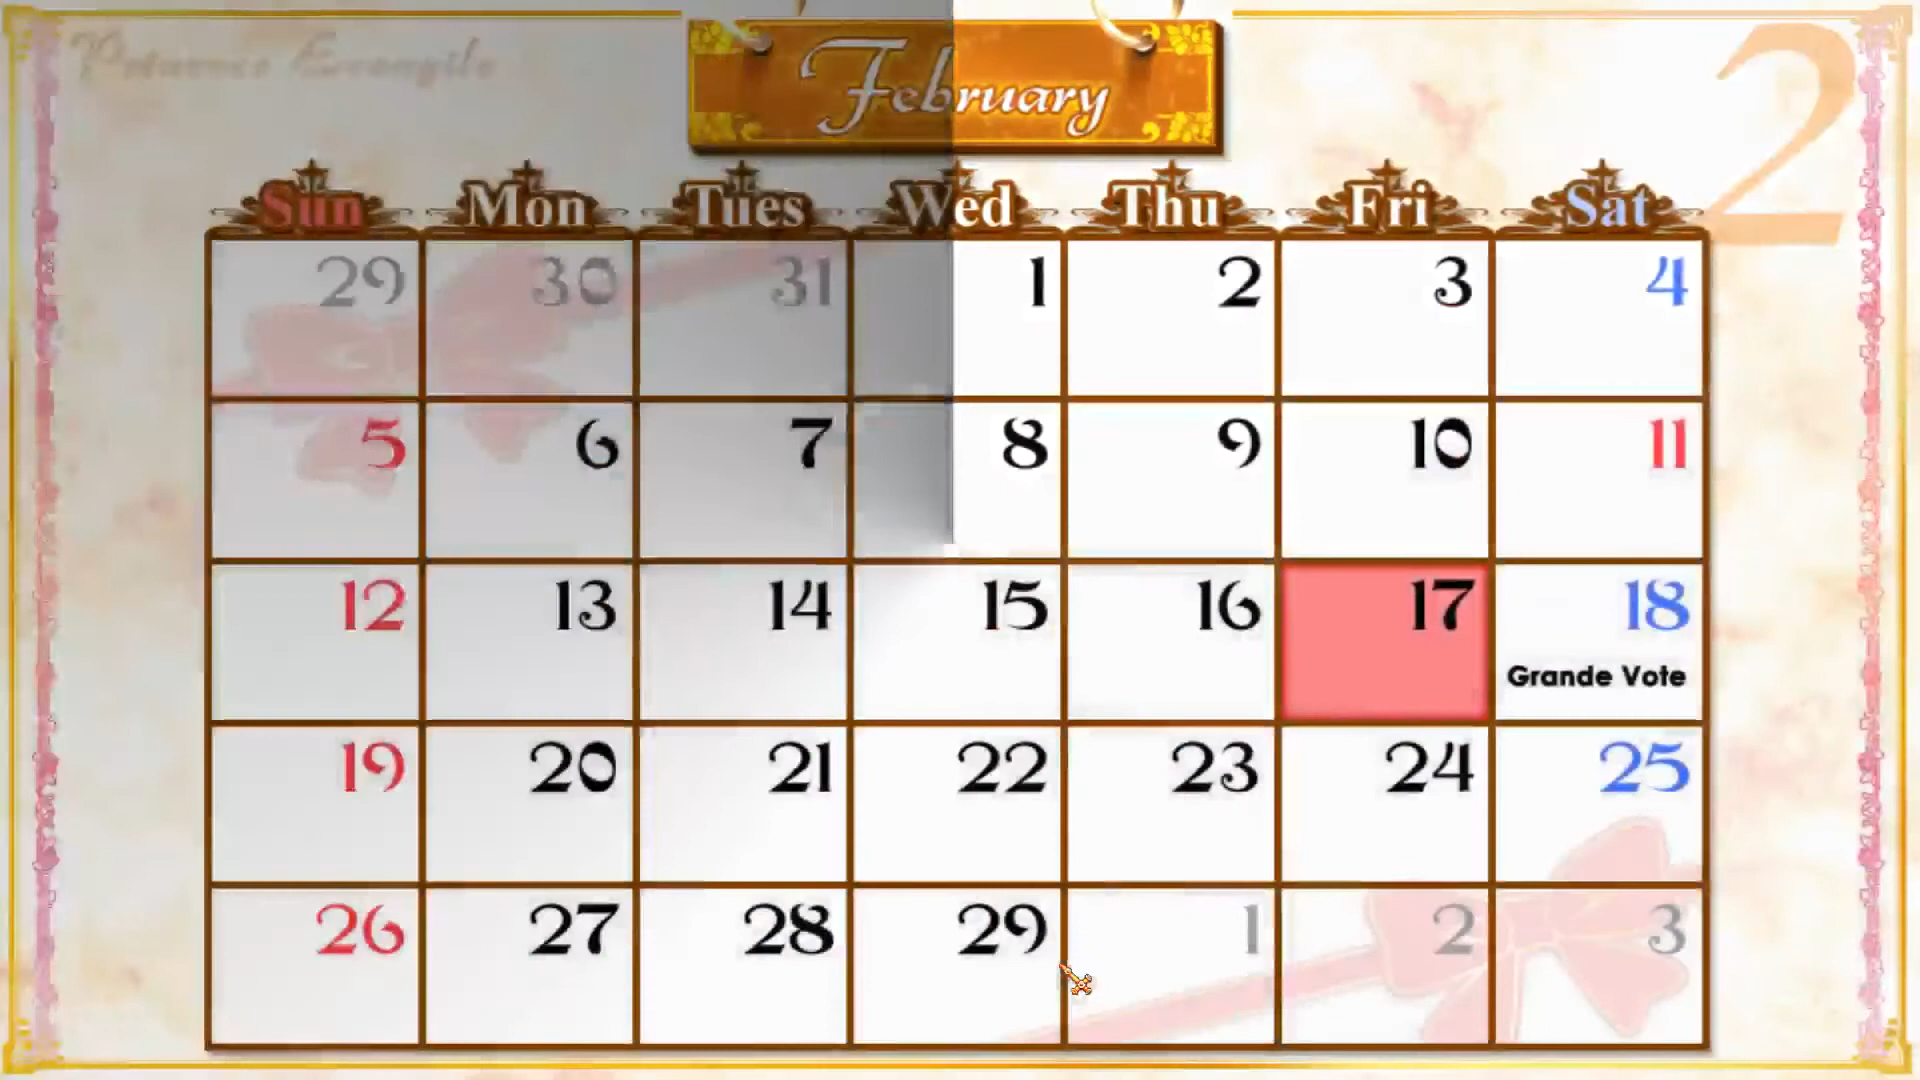 Princess Evangile
February
2
Sun Mon Tues Wed Thu Fri Sat
29 30 31 1 2 3 4
5 6 7 8 9 10 11
12 13 14 15 16 17 18
Grande Vote
19 20 21 22 23 24 25
26 27 28 29 1 2 3